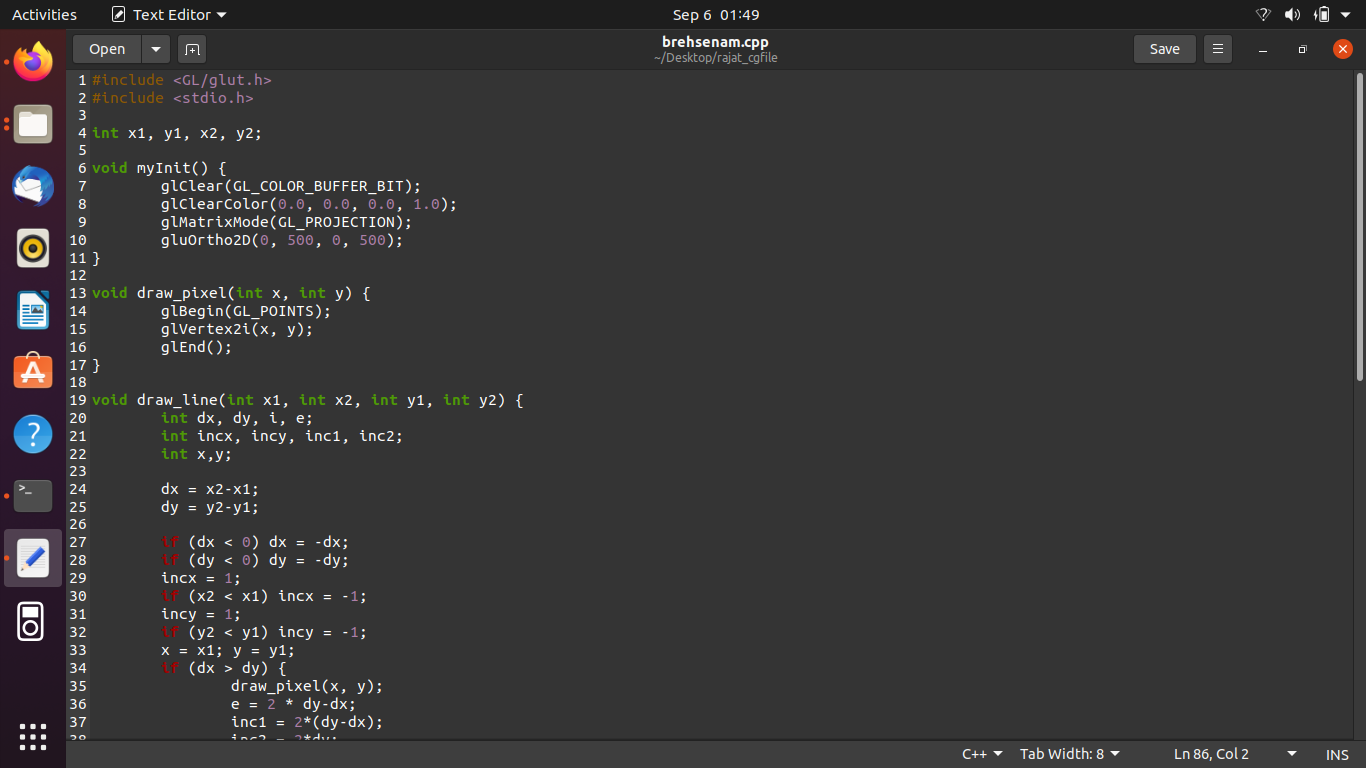 Activities Text Editor Sep 6 01:49
Open brehsenam.cpp Save
~/Desktop/rajat_cgfile
1 #include <GL/glut.h>
2 #include <stdio.h>
3
4 int x1, y1, x2, y2;
5
6 void myInit() {
7 glClear(GL_COLOR_BUFFER_BIT);
8 glClearColor(0.0, 0.0, 0.0, 1.0);
9 glMatrixMode(GL_PROJECTION);
10 gluOrtho2D(0, 500, 0, 500);
11 }
12
13 void draw_pixel(int x, int y) {
14 glBegin(GL_POINTS);
15 glVertex2i(x, y);
16 glEnd();
17 }
18
19 void draw_line(int x1, int x2, int y1, int y2) {
20 int dx, dy, i, e;
21 int incx, incy, inc1, inc2;
22 int x,y;
23
24 dx = x2-x1;
25 dy = y2-y1;
26
27 if (dx < 0) dx = -dx;
28 if (dy < 0) dy = -dy;
29 incx = 1;
30 if (x2 < x1) incx = -1;
31 incy = 1;
32 if (y2 < y1) incy = -1;
33 x = x1; y = y1;
34 if (dx > dy) {
35 draw_pixel(x, y);
36 e = 2 * dy-dx;
37 inc1 = 2*(dy-dx);
38 inc2 = 2*dy;
C++ Tab Width: 8 Ln 86, Col 2 INS